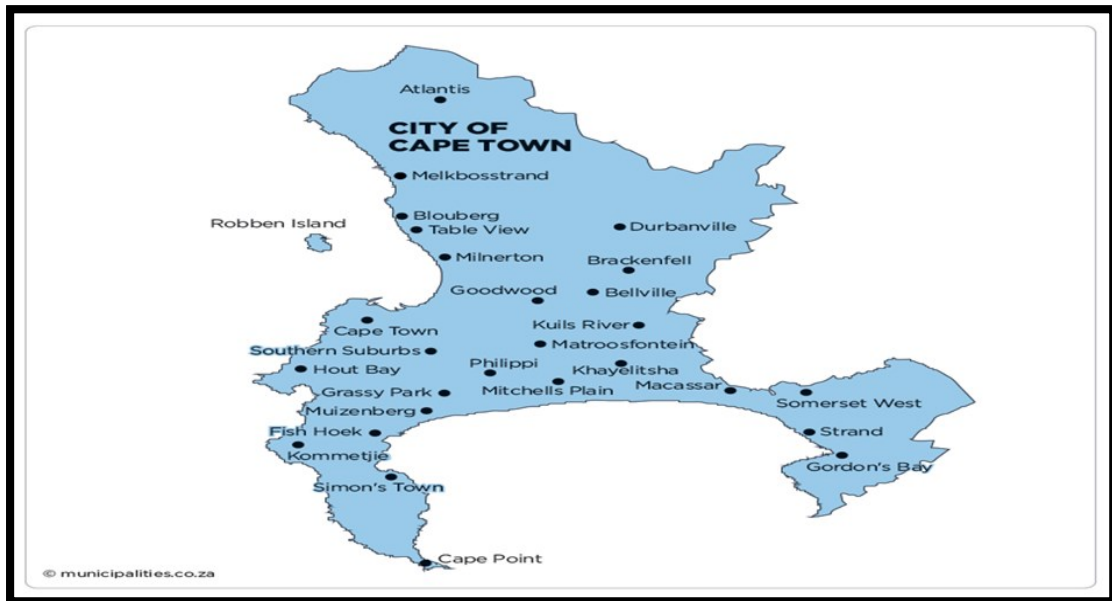 Atlantis
CITY OF
CAPE TOWN
Melkbosstrand
Blouberg
Robben Island
Table View
Durbanville
Milnerton
Brackenfell
Goodwood
Bellville
Cape Town
Kuils River
Southern Suburbs
Matroosfontein
Hout Bay
Philippi
Khayelitsha
Grassy Park
Mitchells Plain
Macassar
Somerset West
Muizenberg
Fish Hoek
Strand
Kommetjie
Gordon's Bay
Simon's Town
Cape Point
© municipalities.co.za